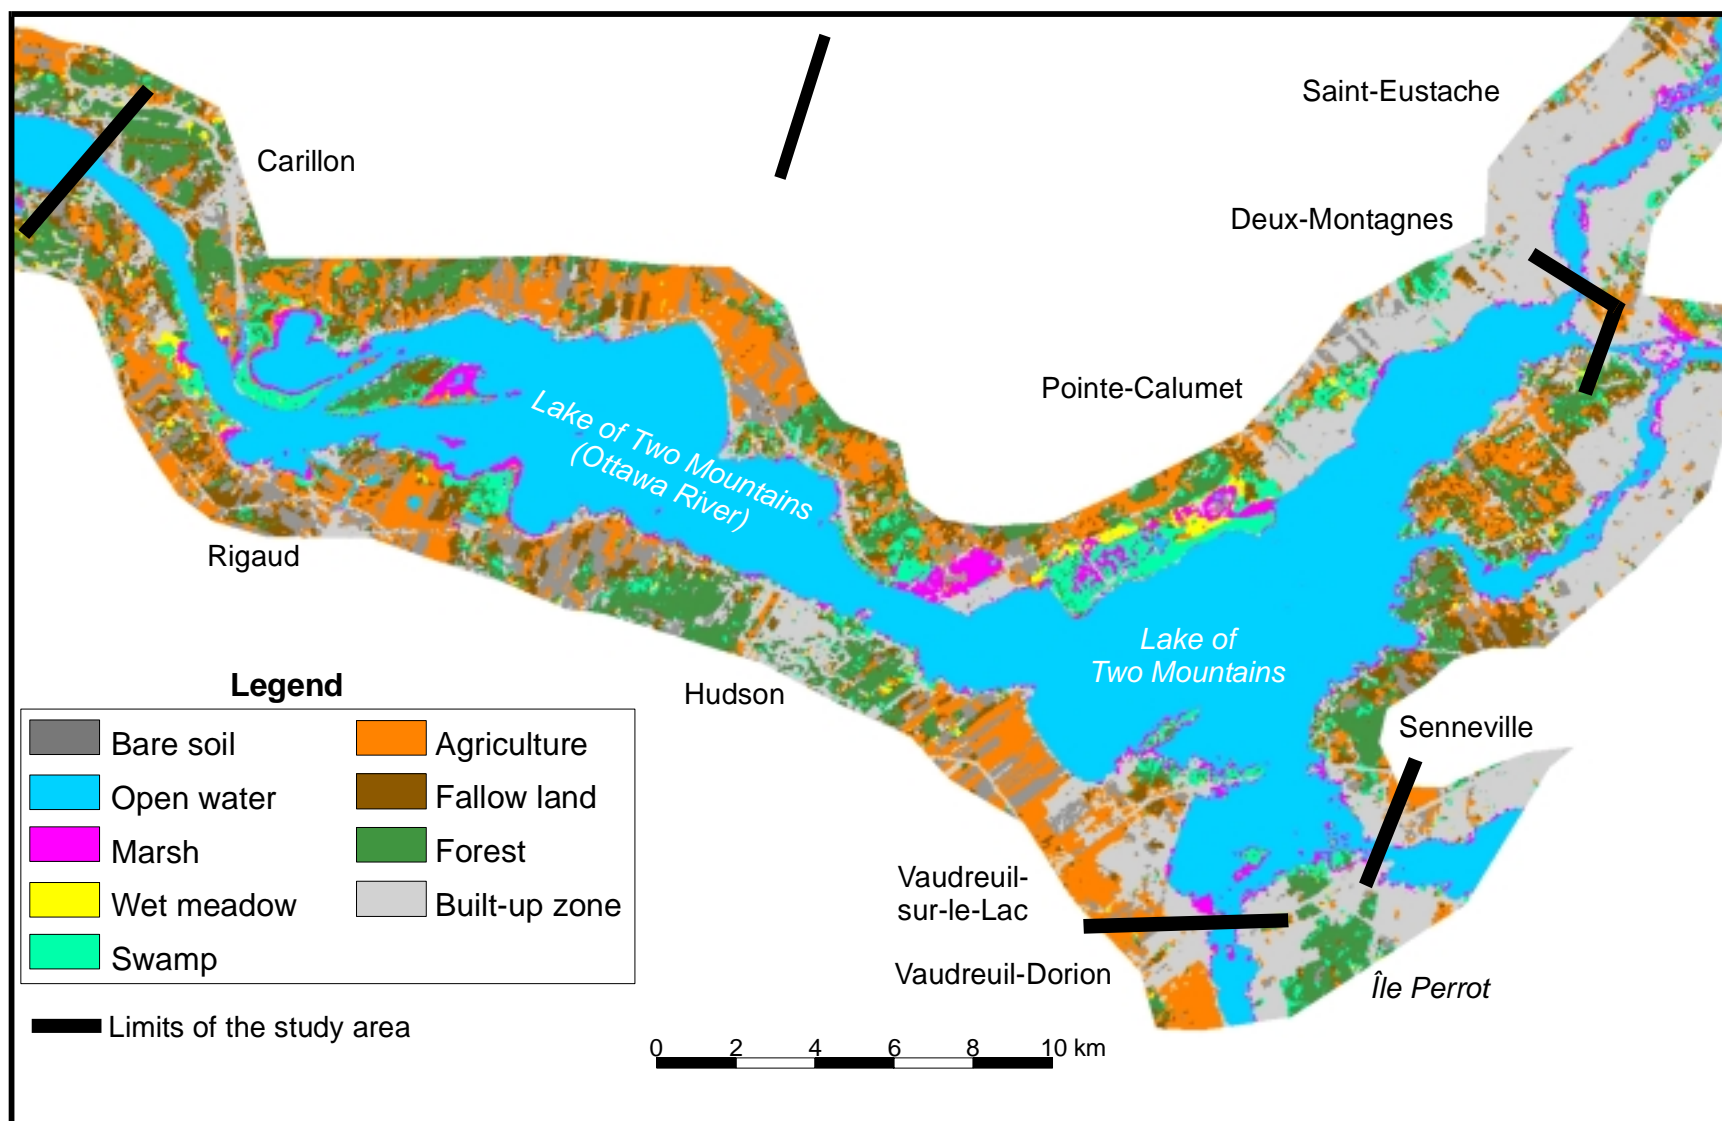 Saint-Eustache
Carillon
Deux-Montagnes
Pointe-Calumet
Lake of Two Mountains
(Ottawa River)
Rigaud
Lake of
Two Mountains
Hudson
Senneville
Legend
Bare soil
Agriculture
Open water
Fallow land
Marsh
Forest
Wet meadow
Built-up zone
Swamp
Vaudreuil-
sur-le-Lac
Vaudreuil-Dorion
Île Perrot
Limits of the study area
0 2 4 6 8 10 km